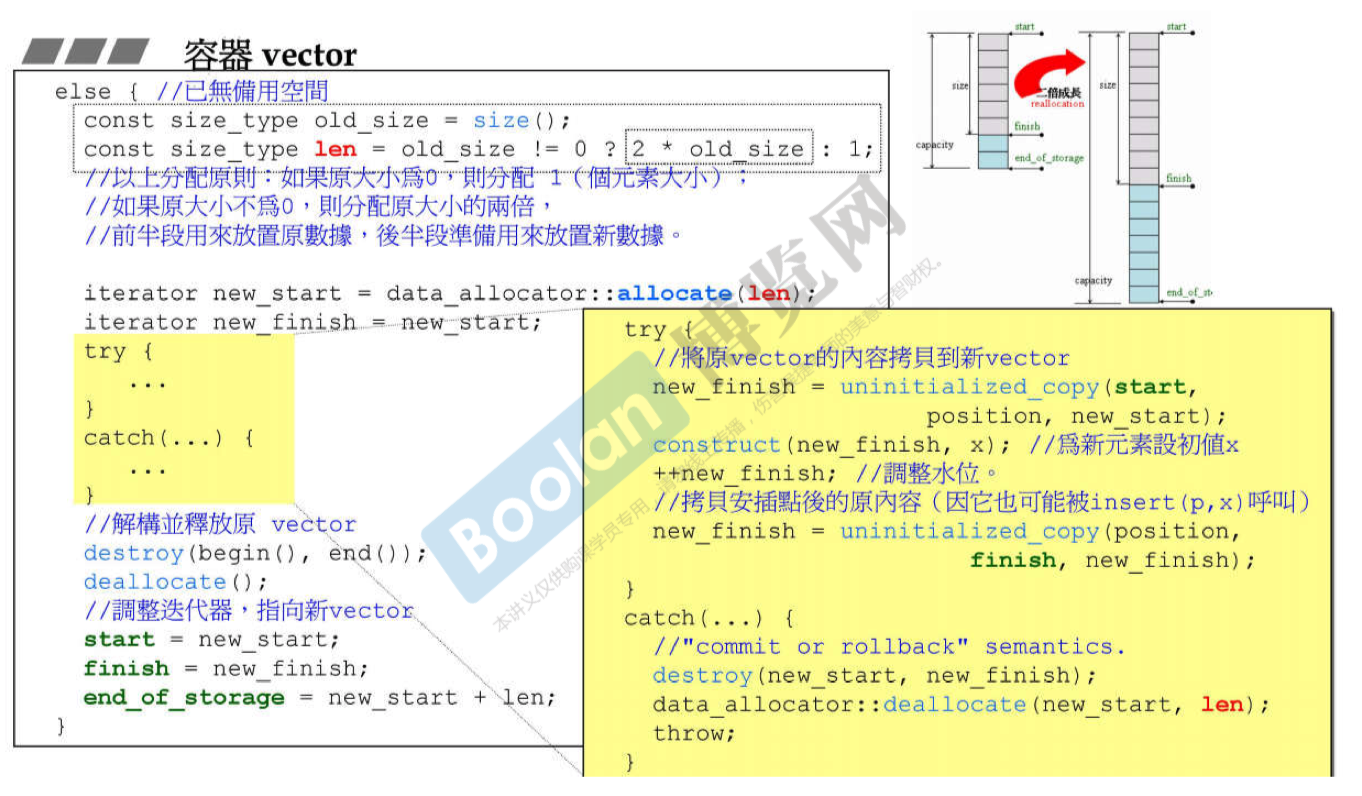 容器 vector
else { //已無備用空間
const size_type old_size = size();
const size_type len = old_size != 0 ? 2 * old_size : 1;
//以上分配原則：如果原大小為0，則分配 1（個元素大小）；
//如果原大小不為0，則分配原大小的兩倍，
//前半段用來放置原數據，後半段準備用來放置新數據。
iterator new_start = data_allocator::allocate(len);
iterator new_finish = new_start;
try {
...
}
catch(...) {
...
}
//解構並釋放原 vector
destroy(begin(), end());
deallocate();
//調整迭代器，指向新vector
start = new_start;
finish = new_finish;
end_of_storage = new_start + len;
}
try {
//將原vector的內容拷貝到新vector
new_finish = uninitialized_copy(start,
position, new_start);
construct(new_finish, x); //為新元素設初值x
++new_finish; //調整水位。
//拷貝安插點後的原內容（因它也可能被insert(p,x)呼叫）
new_finish = uninitialized_copy(position,
finish, new_finish);
}
catch(...) {
//"commit or rollback" semantics.
destroy(new_start, new_finish);
data_allocator::deallocate(new_start, len);
throw;
}
start
size
finish
capacity
end_of_storage
二倍成長
reallocation
start
size
finish
capacity
end_of_st
Boolan
博览网
本讲义仅供购课学员专用，